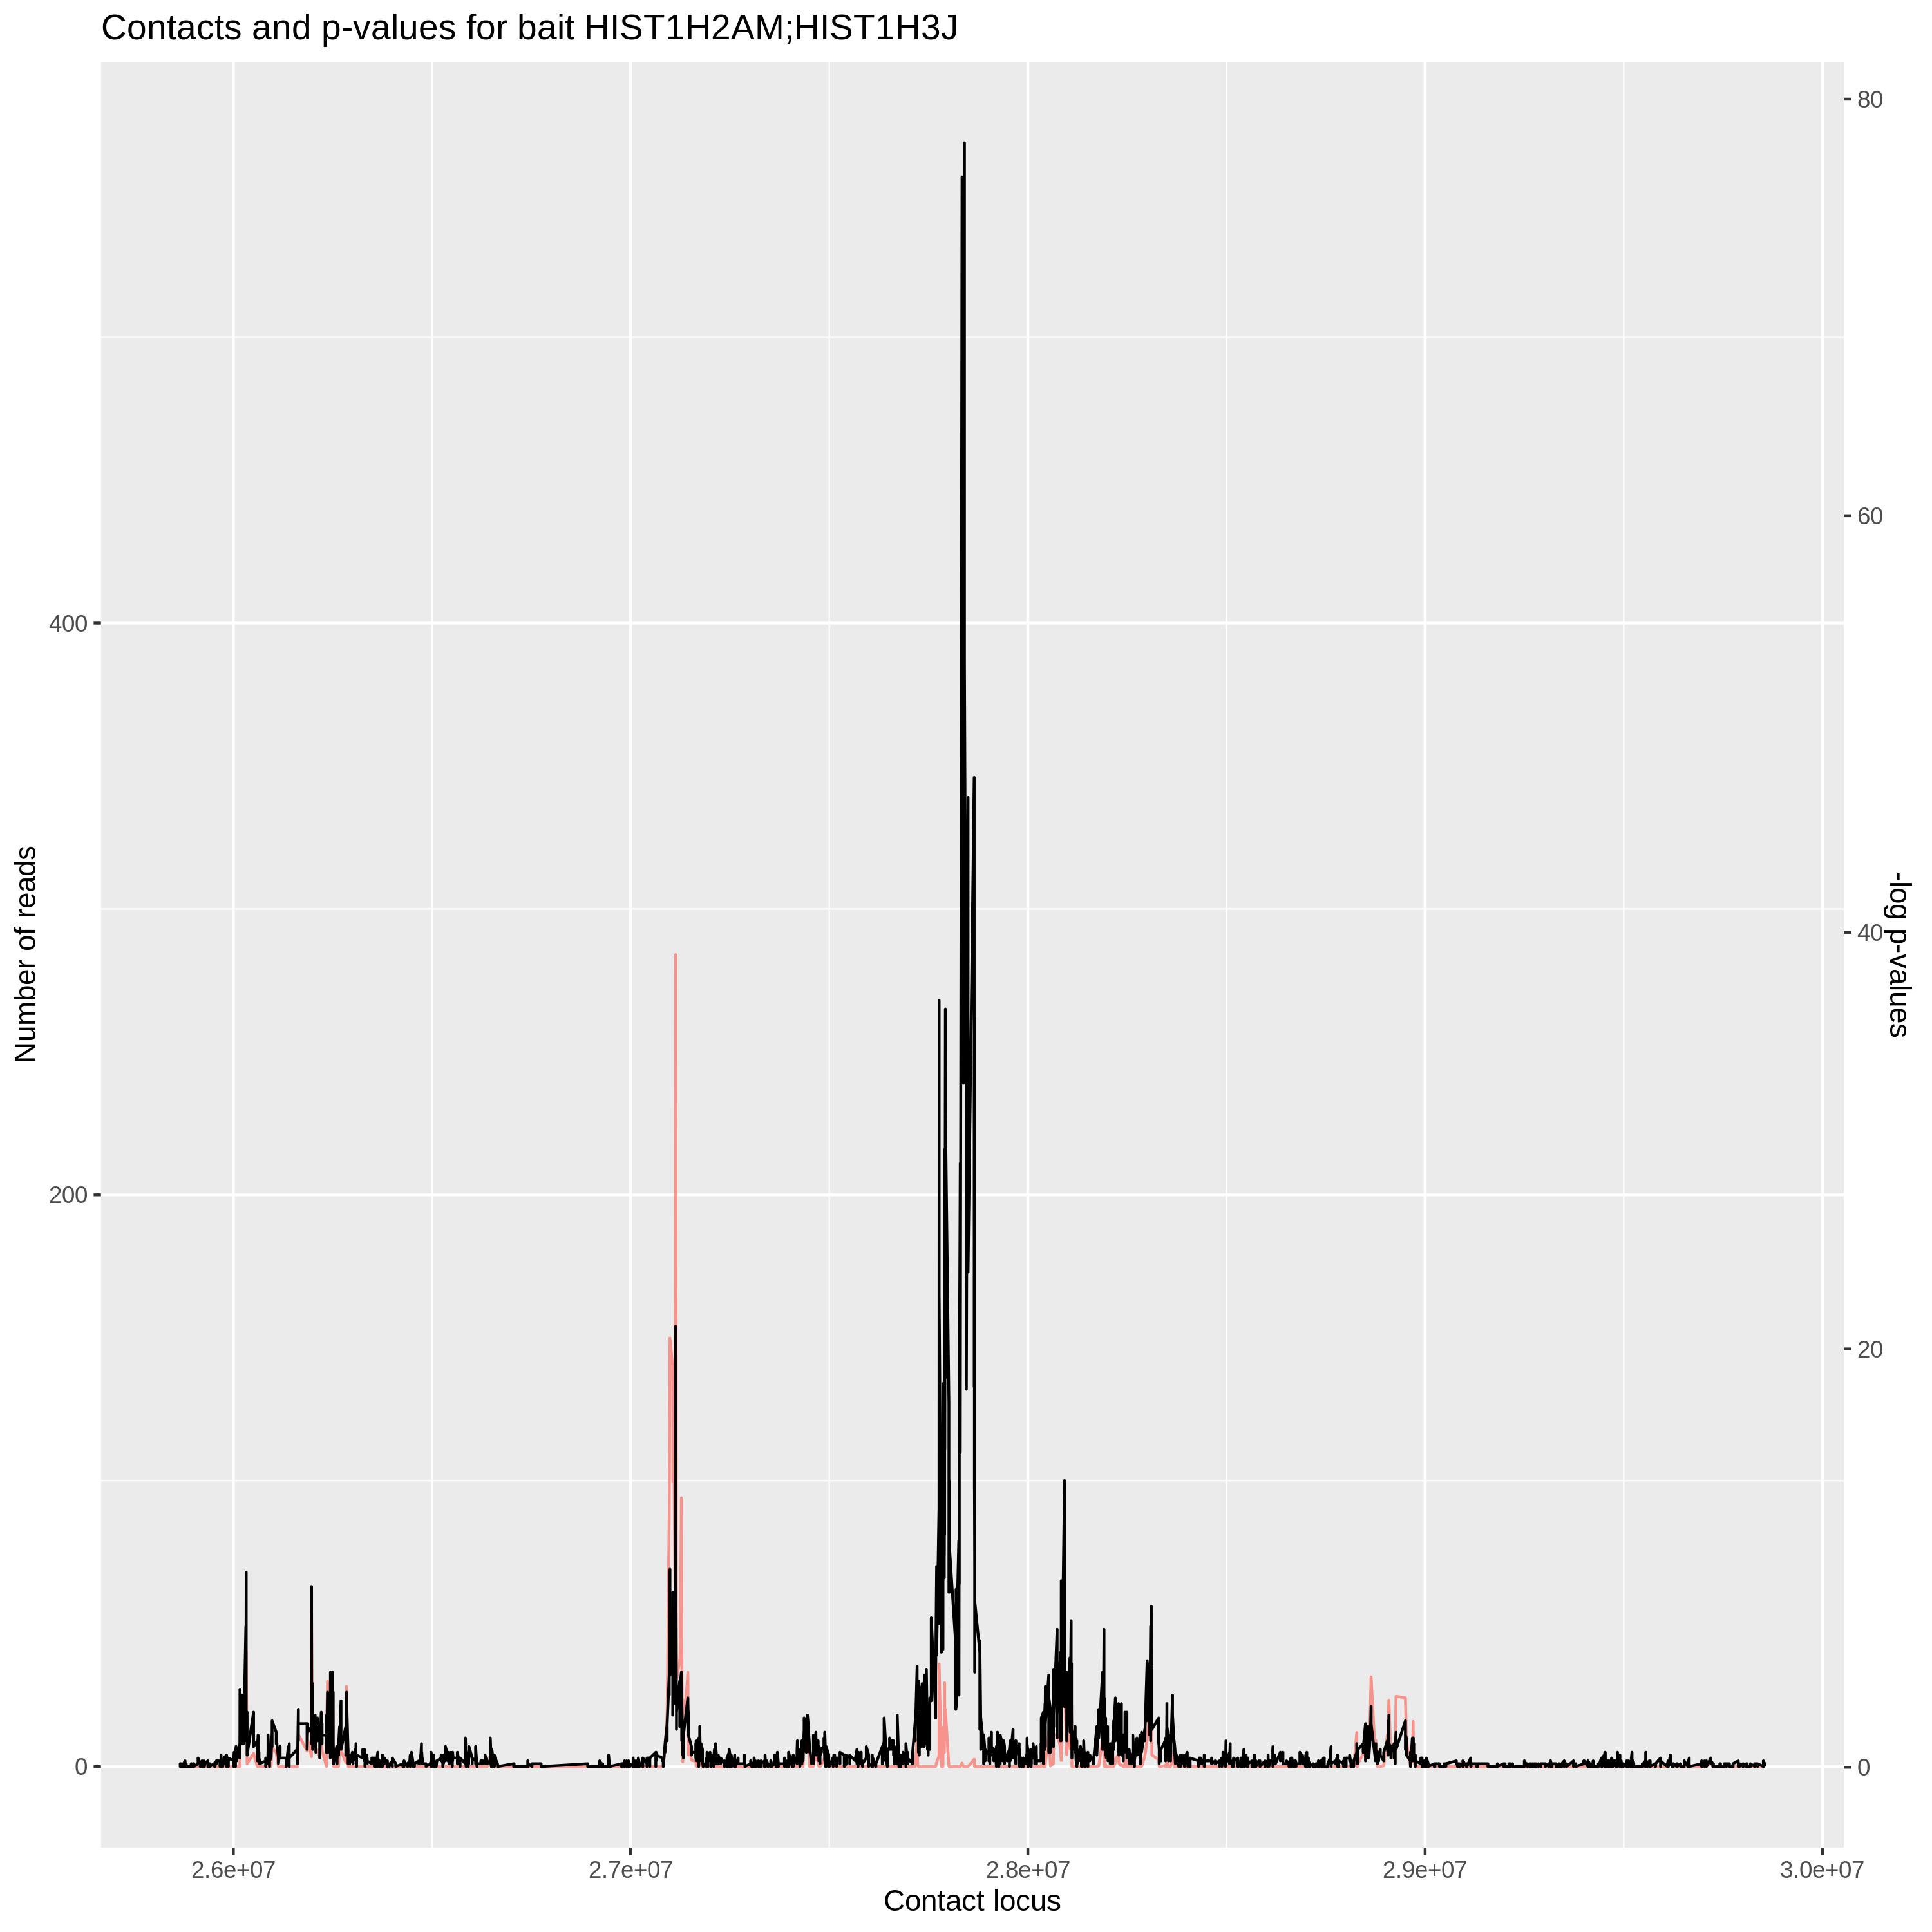 Contacts and p-values for bait HIST1H2AM;HIST1H3J
80
60
400
40
200
20
0
0
Number of reads
-log p-values
2.6e+07
2.7e+07
2.8e+07
2.9e+07
3.0e+07
Contact locus